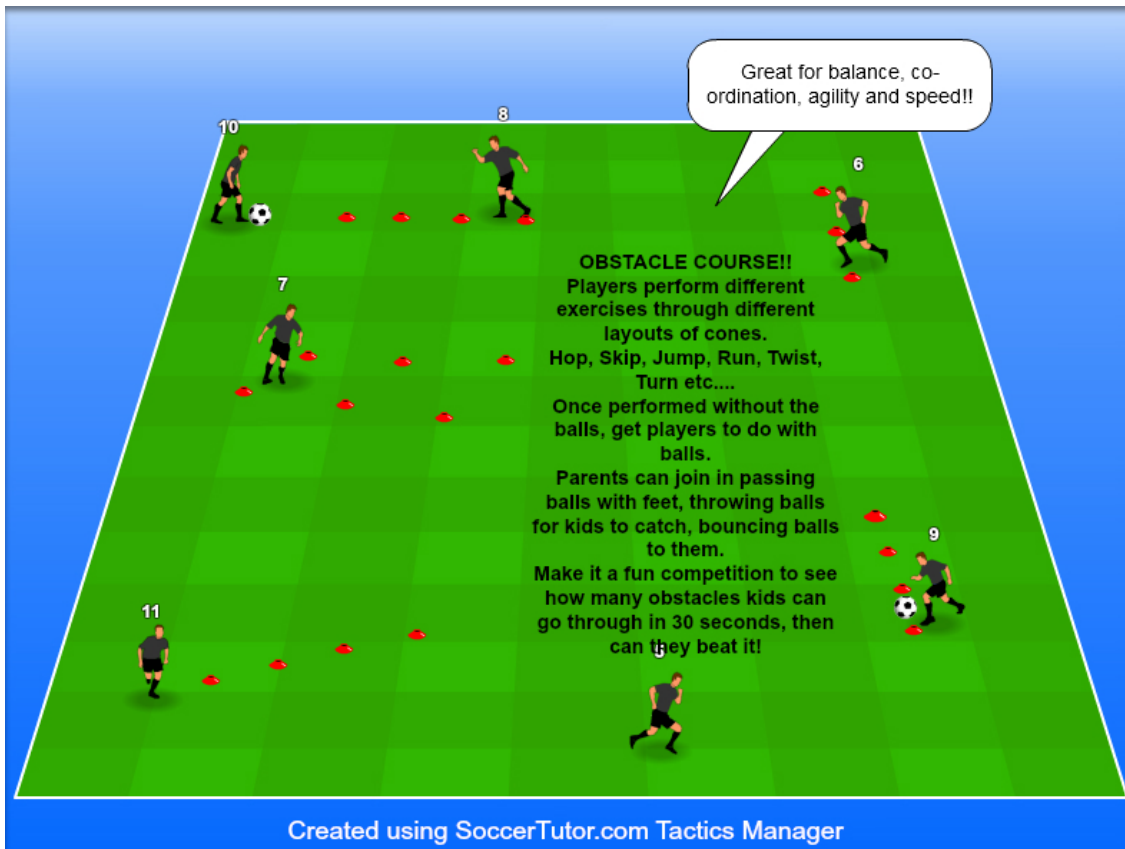 Great for balance, co-
ordination, agility and speed!!
8
10
6
OBSTACLE COURSE!!
Players perform different
exercises through different
layouts of cones.
Hop, Skip, Jump, Run, Twist,
Turn etc....
Once performed without the
balls, get players to do with
balls.
Parents can join in passing
balls with feet, throwing balls
for kids to catch, bouncing balls
to them.
Make it a fun competition to see
how many obstacles kids can
go through in 30 seconds, then
can they beat it!
7
9
11
Created using SoccerTutor.com Tactics Manager